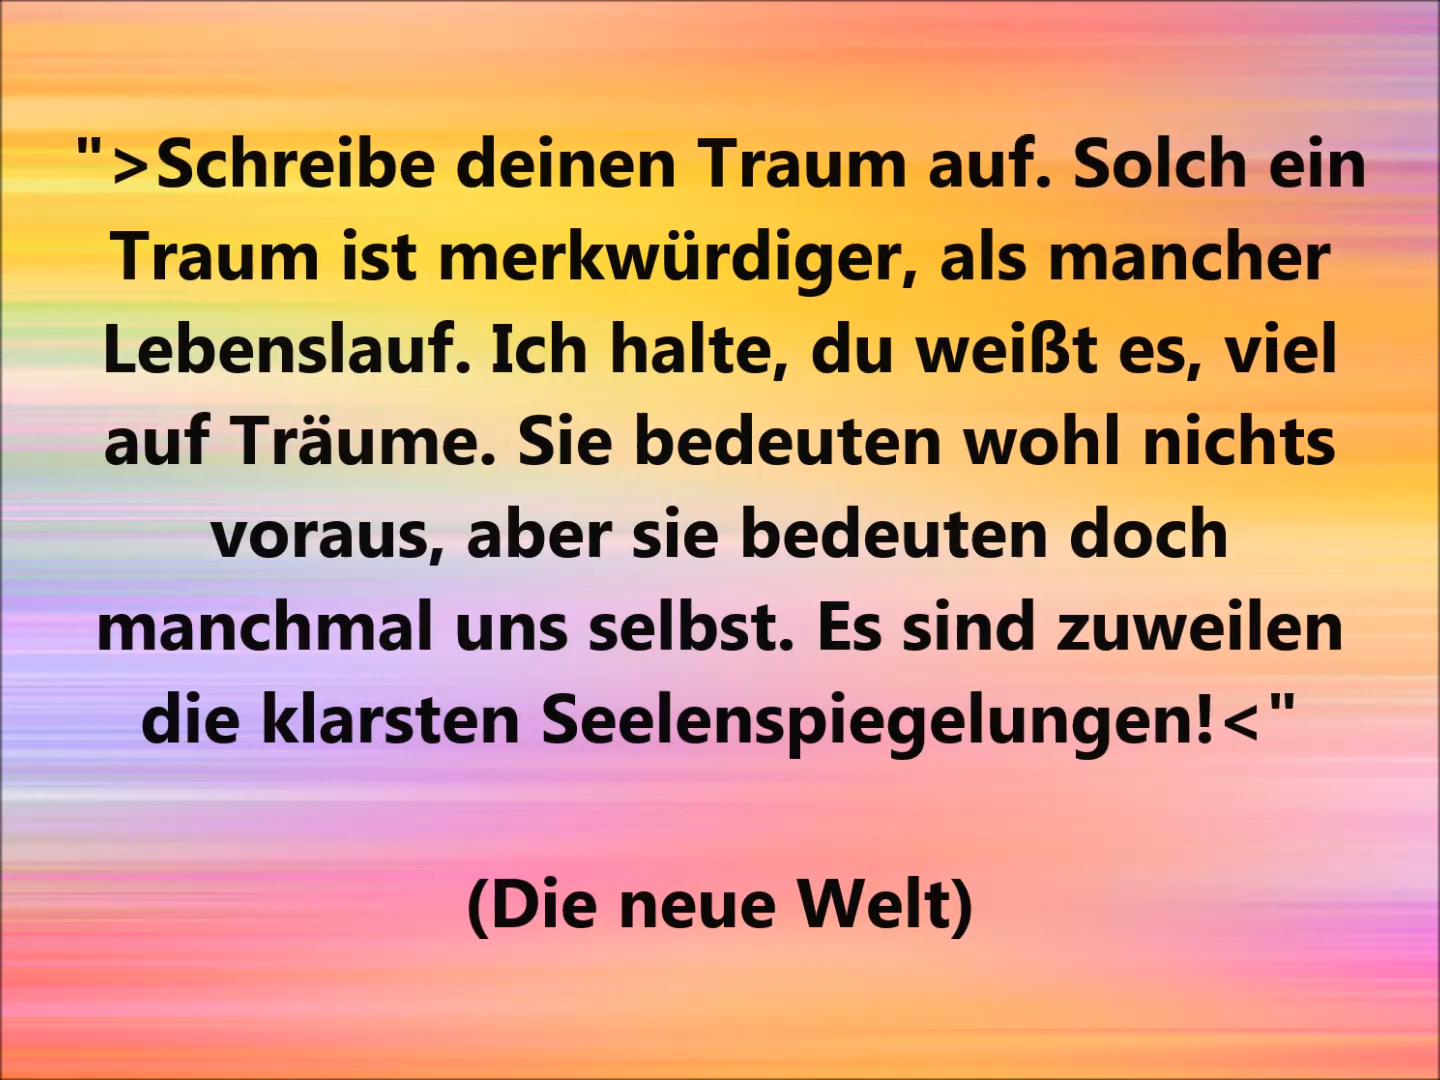 ">Schreibe deinen Traum auf. Solch ein
Traum ist merkwürdiger, als mancher
Lebenslauf. Ich halte, du weißt es, viel
auf Träume. Sie bedeuten wohl nichts
voraus, aber sie bedeuten doch
manchmal uns selbst. Es sind zuweilen
die klarsten Seelenspiegelungen!<"
(Die neue Welt)